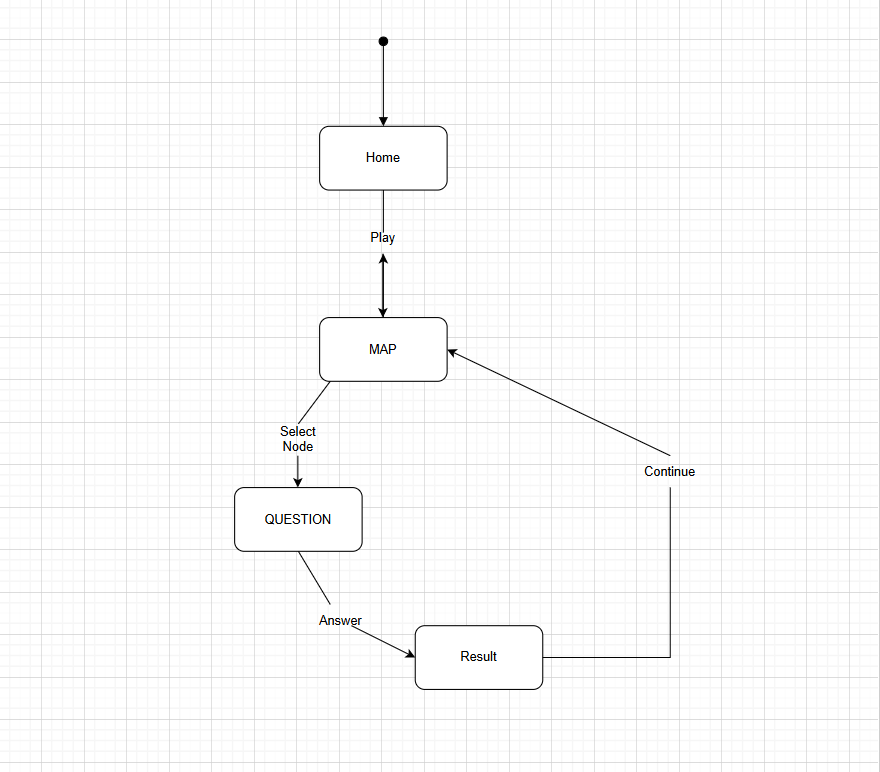 Home
Play
MAP
Select
Node
Continue
QUESTION
Answer
Result